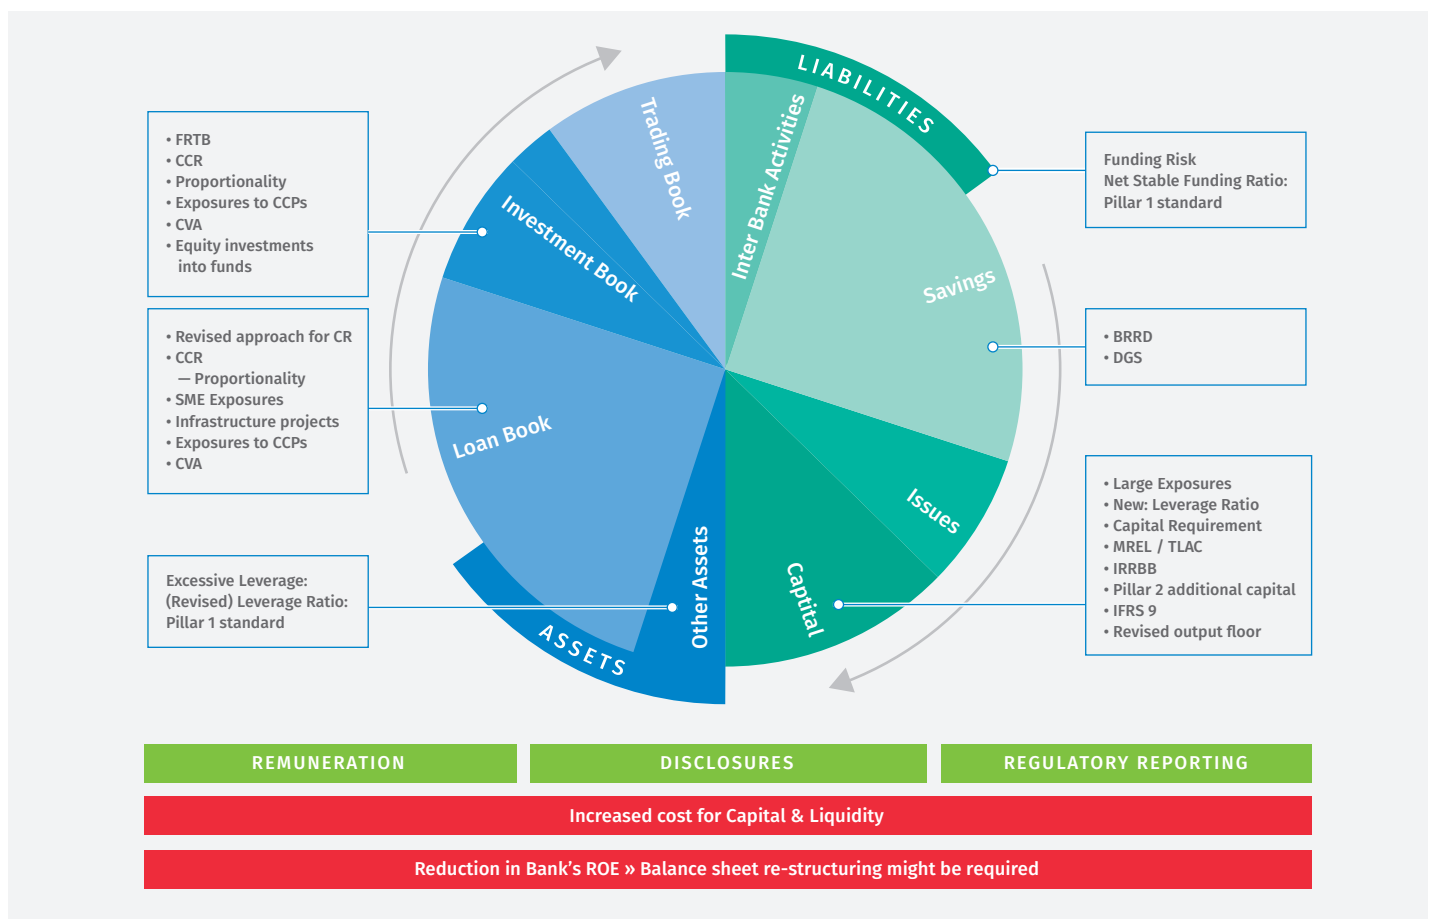 LIABILITIES
Trading Book
Inter Bank Activities
Investment Book
Savings
Loan Book
Issues
Other Assets
Captital
ASSETS
• FRTB
• CCR
• Proportionality
• Exposures to CCPs
• CVA
• Equity investments
into funds
• Revised approach for CR
• CCR
— Proportionality
• SME Exposures
• Infrastructure projects
• Exposures to CCPs
• CVA
Excessive Leverage:
(Revised) Leverage Ratio:
Pillar 1 standard
Funding Risk
Net Stable Funding Ratio:
Pillar 1 standard
• BRRD
• DGS
• Large Exposures
• New: Leverage Ratio
• Capital Requirement
• MREL / TLAC
• IRRBB
• Pillar 2 additional capital
• IFRS 9
• Revised output floor
REMUNERATION
DISCLOSURES
REGULATORY REPORTING
Increased cost for Capital & Liquidity
Reduction in Bank’s ROE » Balance sheet re-structuring might be required